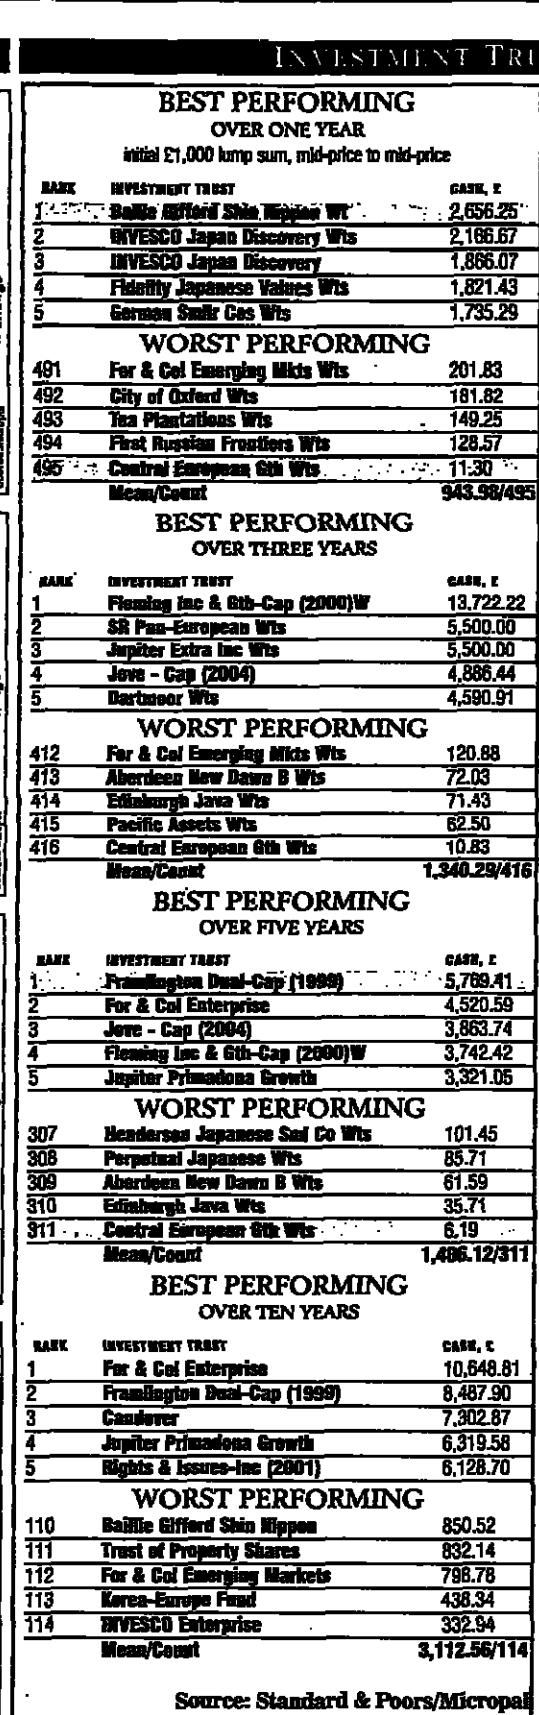 INVESTMENT TRU
BEST PERFORMING
OVER ONE YEAR
initial £1,000 lump sum, mid-price to mid-price
RANK INVESTMENT TRUST CASH, £
1 Baillie Gifford Shin Nippon Wt 2,656.25
2 INVESCO Japan Discovery Wts 2,166.67
3 INVESCO Japan Discovery 1,866.07
4 Fidelity Japanese Values Wts 1,821.43
5 German Smllr Cos Wts 1,735.29
WORST PERFORMING
491 For & Col Emerging Mkts Wts 201.83
492 City of Oxford Wts 181.82
493 Tea Plantations Wts 149.25
494 First Russian Frontiers Wts 128.57
495 Central European Gth Wts 11.30
Mean/Count 943.98/495
BEST PERFORMING
OVER THREE YEARS
RANK INVESTMENT TRUST CASH, £
1 Fleming Inc & Gth-Cap (2000)W 13,722.22
2 SR Pan-European Wts 5,500.00
3 Jupiter Extra Inc Wts 5,500.00
4 Jove - Cap (2004) 4,886.44
5 Dartmoor Wts 4,590.91
WORST PERFORMING
412 For & Col Emerging Mkts Wts 120.88
413 Aberdeen New Dawn B Wts 72.03
414 Edinburgh Java Wts 71.43
415 Pacific Assets Wts 62.50
416 Central European Gth Wts 10.83
Mean/Count 1,340.29/416
BEST PERFORMING
OVER FIVE YEARS
RANK INVESTMENT TRUST CASH, £
1 Framlington Dual-Cap (1999) 5,769.41
2 For & Col Enterprise 4,520.59
3 Jove - Cap (2004) 3,863.74
4 Fleming Inc & Gth-Cap (2000)W 3,742.42
5 Jupiter Primadona Growth 3,321.05
WORST PERFORMING
307 Henderson Japanese Sml Co Wts 101.45
308 Perpetual Japanese Wts 85.71
309 Aberdeen New Dawn B Wts 61.59
310 Edinburgh Java Wts 35.71
311 Central European Gth Wts 6.19
Mean/Count 1,486.12/311
BEST PERFORMING
OVER TEN YEARS
RANK INVESTMENT TRUST CASH, £
1 For & Col Enterprise 10,648.81
2 Framlington Dual-Cap (1999) 8,487.90
3 Candover 7,302.87
4 Jupiter Primadona Growth 6,319.58
5 Rights & Issues-Inc (2001) 6,128.70
WORST PERFORMING
110 Baillie Gifford Shin Nippon 850.52
111 Trust of Property Shares 832.14
112 For & Col Emerging Markets 798.78
113 Korea-Europe Fund 438.34
114 INVESCO Enterprise 332.94
Mean/Count 3,112.56/114
Source: Standard & Poors/Micropal